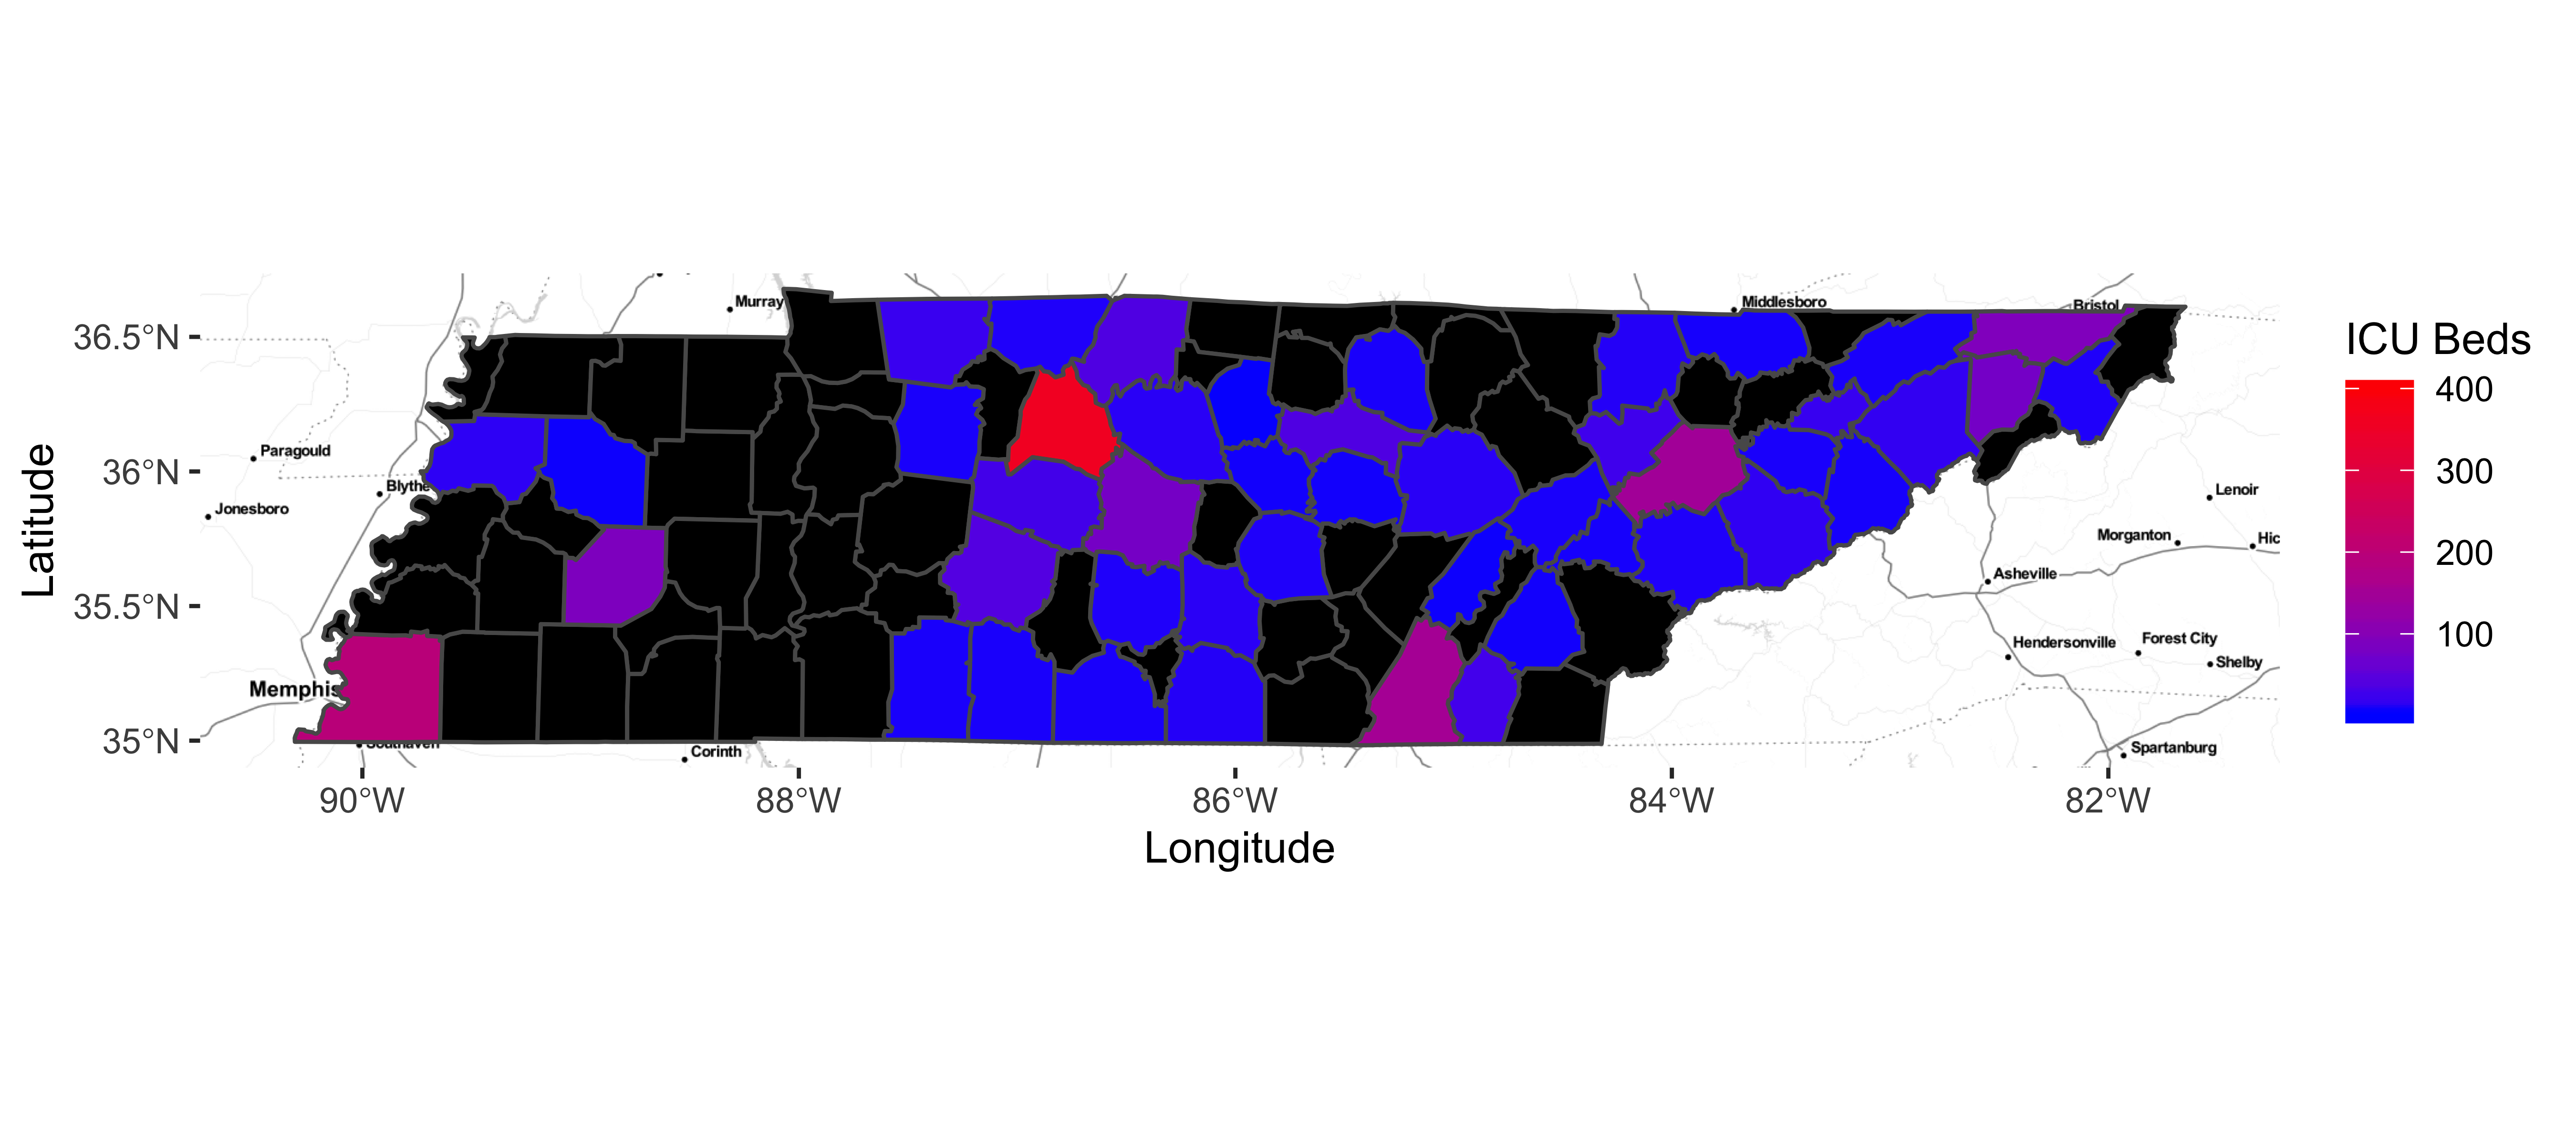 Murray
Middlesboro
Bristol
ICU Beds
36.5°N
400
Paragould
300
36°N
Blythe
Lenoir
Jonesboro
Morganton
Hic
200
Latitude
Asheville
35.5°N
100
Hendersonville
Forest City
Shelby
Memphis
35°N
Southaven
Corinth
Spartanburg
90°W
88°W
86°W
84°W
82°W
Longitude